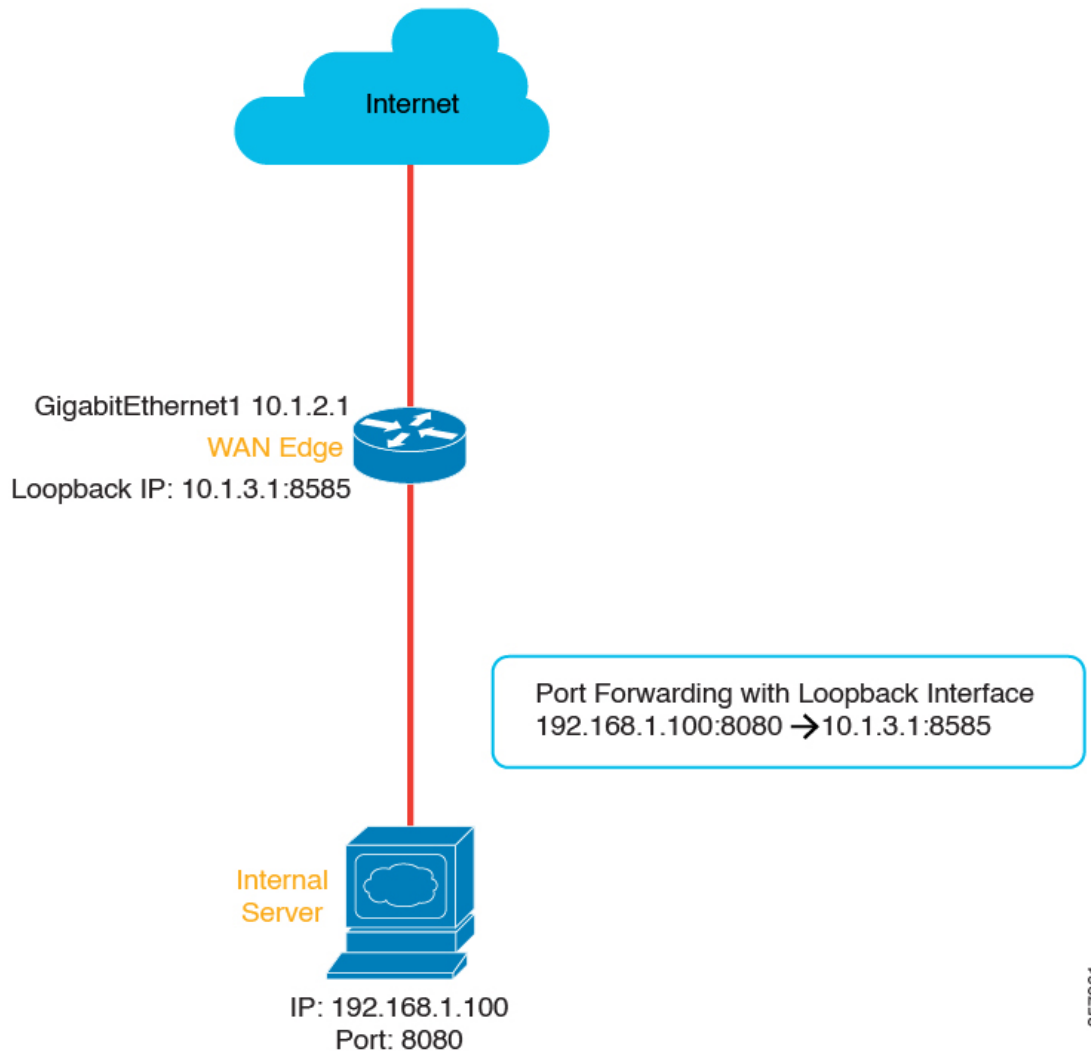 Internet
GigabitEthernet1 10.1.2.1
WAN Edge
Loopback IP: 10.1.3.1:8585
Port Forwarding with Loopback Interface
192.168.1.100:8080 →10.1.3.1:8585
Internal
Server
IP: 192.168.1.100
Port: 8080